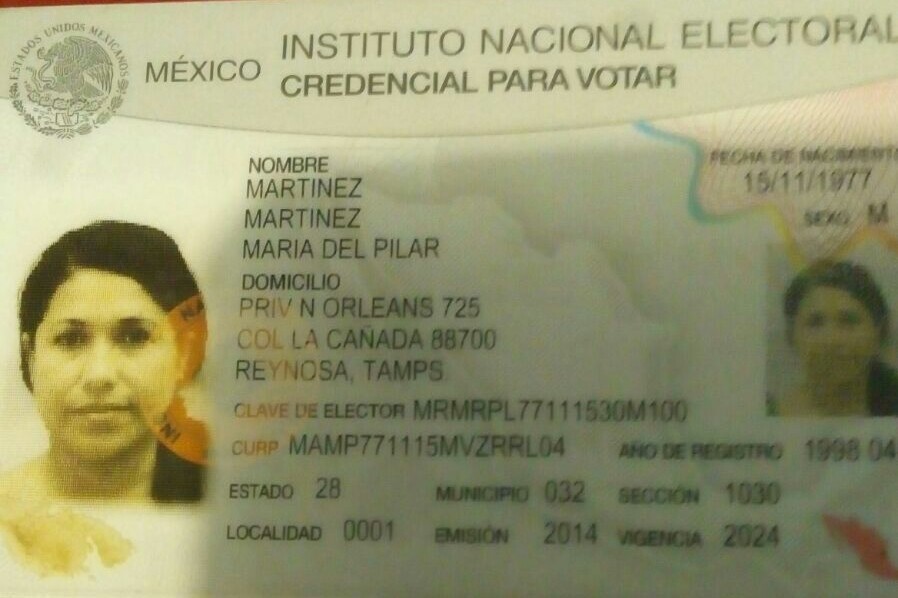 ESTADOS UNIDOS MEXICANOS
MÉXICO
INSTITUTO NACIONAL ELECTORAL
CREDENCIAL PARA VOTAR
NOMBRE
MARTINEZ
MARTINEZ
MARIA DEL PILAR
FECHA DE NACIMIENTO
15/11/1977
SEXO M
DOMICILIO
PRIV N ORLEANS 725
COL LA CAÑADA 88700
REYNOSA, TAMPS.
CLAVE DE ELECTOR MRMRPL77111530M100
CURP MAMP771115MVZRRL04 AÑO DE REGISTRO 1998 04
ESTADO 28 MUNICIPIO 032 SECCIÓN 1030
LOCALIDAD 0001 EMISIÓN 2014 VIGENCIA 2024